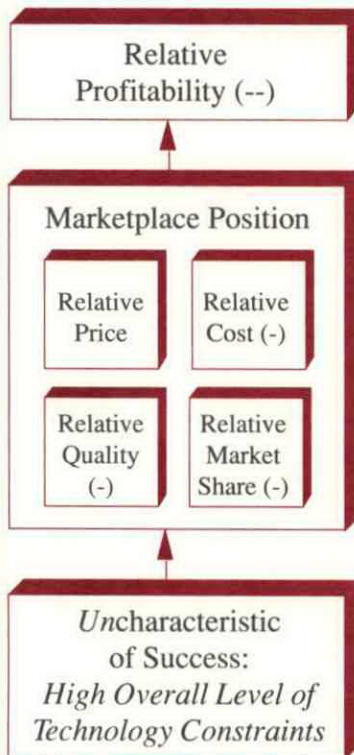 Relative
Profitability (--)
Marketplace Position
Relative
Price
Relative
Cost (-)
Relative
Quality
(-)
Relative
Market
Share (-)
Uncharacteristic
of Success:
High Overall Level of
Technology Constraints